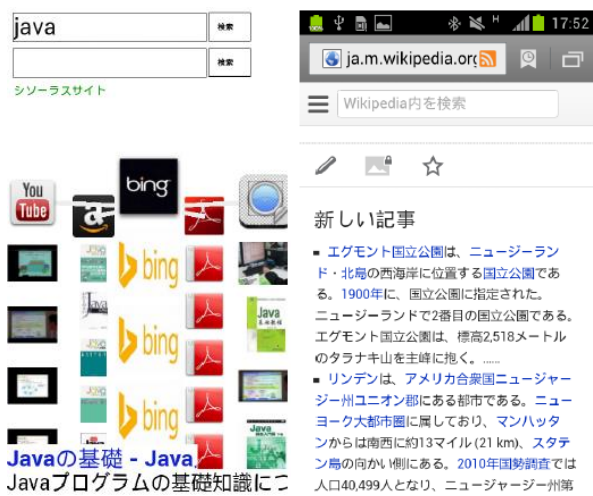 java
検索
検索
シソーラスサイト
You
Tube
a
bing
bing
Java
bing
bing
Javaの基礎 - Java
Javaプログラムの基礎知識につ
H
17:52
ja.m.wikipedia.org
Wikipedia内を検索
新しい記事
エグモント国立公園は、ニュージーラン
ド・北島の西海岸に位置する国立公園であ
る。1900年に、国立公園に指定された。
ニュージーランドで2番目の国立公園である。
エグモント国立公園は、標高2,518メートル
のタラナキ山を主峰に抱く。......
リンデンは、アメリカ合衆国ニュージャー
ジー州ユニオン郡にある都市である。ニュー
ヨーク大都市圏に属しており、マンハッタ
ンからは南西に約13マイル (21 km)、スタテ
ン島の向かい側にある。2010年国勢調査では
人口40,499人となり、ニュージャージー州第